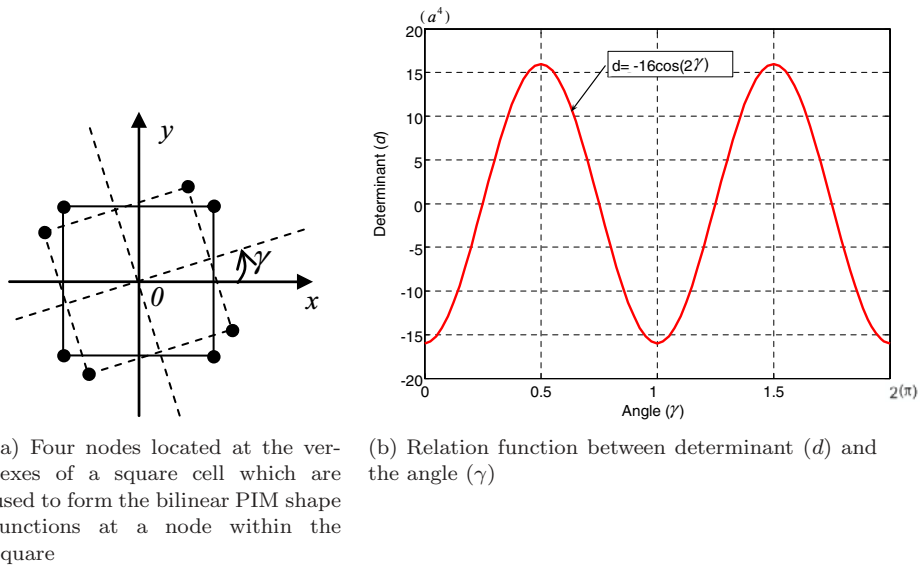 y
γ
0
x
(a⁴)
20
15
10
5
0
-5
-10
-15
-20
d= -16cos(2γ)
Determinant (d)
0
0.5
1
1.5
2(π)
Angle (γ)
a) Four nodes located at the ver-
exes of a square cell which are
used to form the bilinear PIM shape
unctions at a node within the
quare
(b) Relation function between determinant (d) and
the angle (γ)